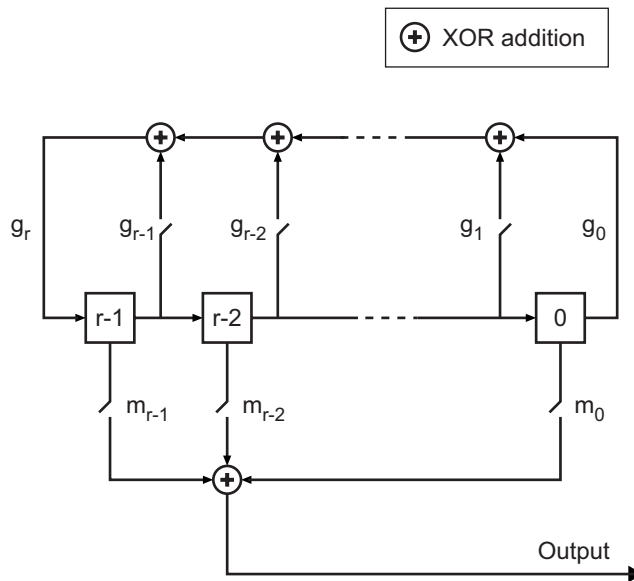 XOR addition
g_r
g_{r-1}
g_{r-2}
g_1
g_0
r-1
r-2
0
m_{r-1}
m_{r-2}
m_0
Output